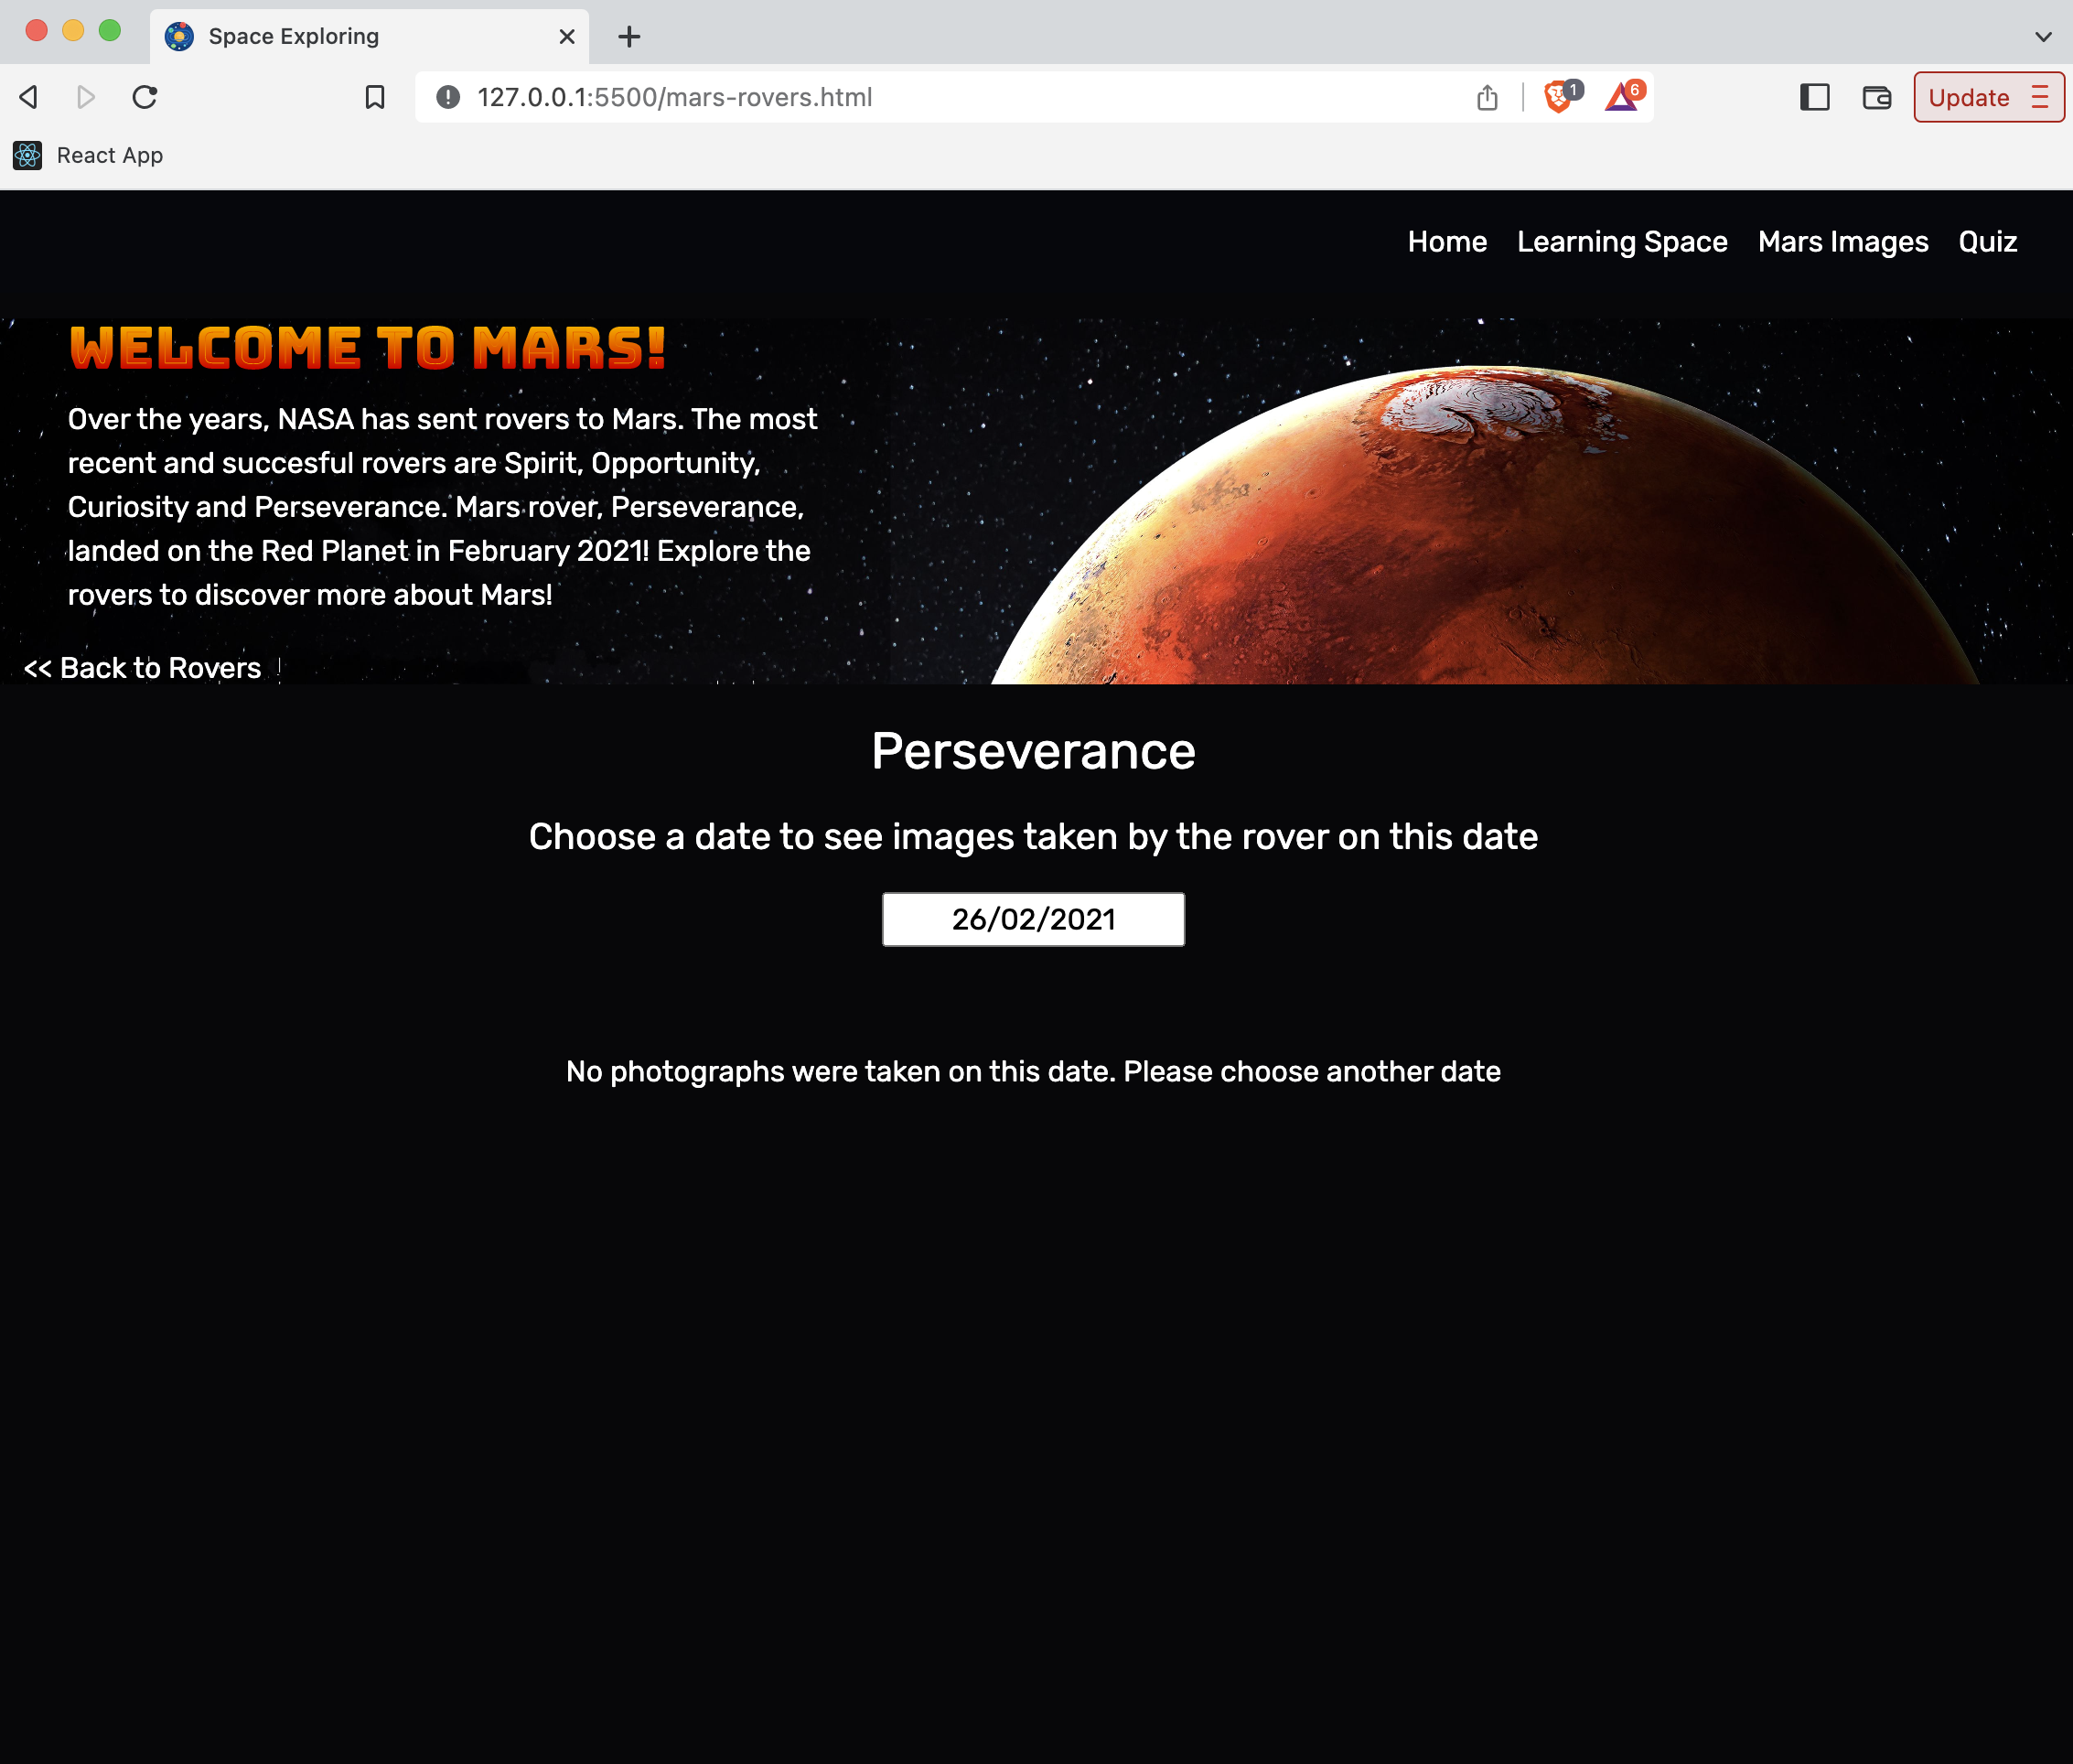 Space Exploring
127.0.0.1:5500/mars-rovers.html
1
6
Update
React App
Home Learning Space Mars Images Quiz
WELCOME TO MARS!
Over the years, NASA has sent rovers to Mars. The most
recent and succesful rovers are Spirit, Opportunity,
Curiosity and Perseverance. Mars rover, Perseverance,
landed on the Red Planet in February 2021! Explore the
rovers to discover more about Mars!
<< Back to Rovers
Perseverance
Choose a date to see images taken by the rover on this date
26/02/2021
No photographs were taken on this date. Please choose another date